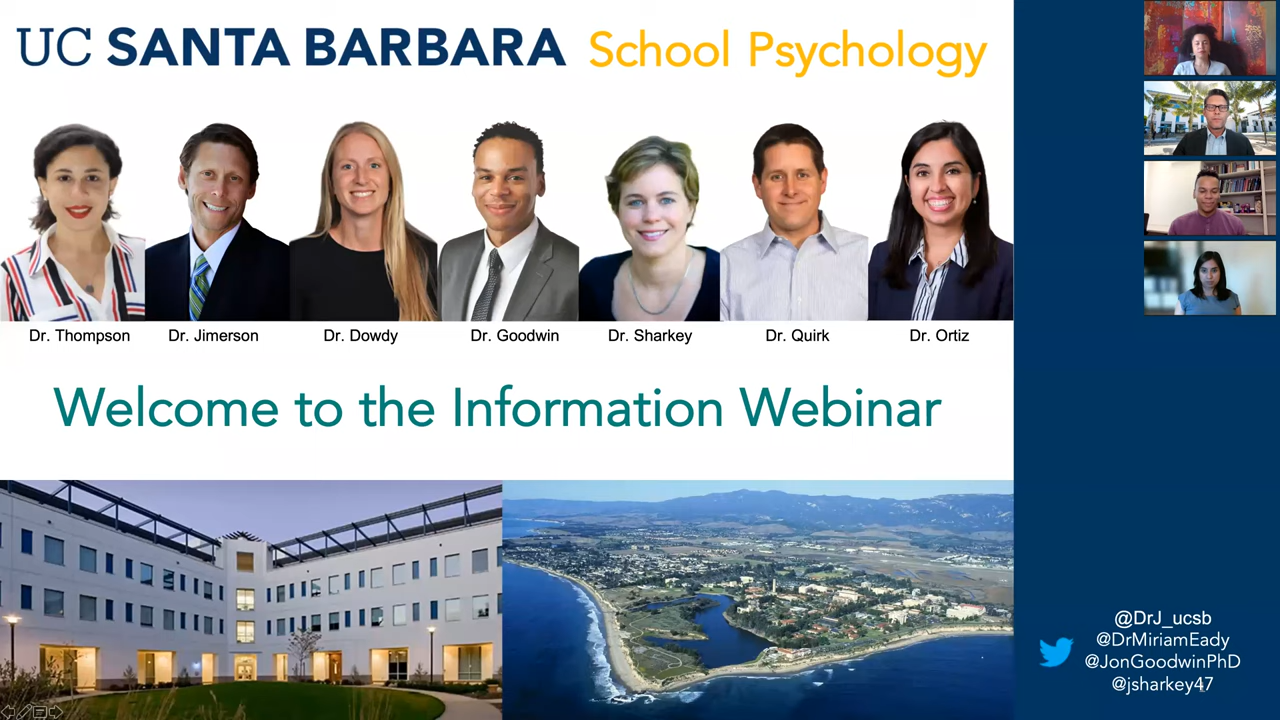 UC SANTA BARBARA School Psychology
Dr. Thompson Dr. Jimerson Dr. Dowdy Dr. Goodwin Dr. Sharkey Dr. Quirk Dr. Ortiz
Welcome to the Information Webinar
@DrJ_ucsb
@DrMiriamEady
@JonGoodwinPhD
@jsharkey47